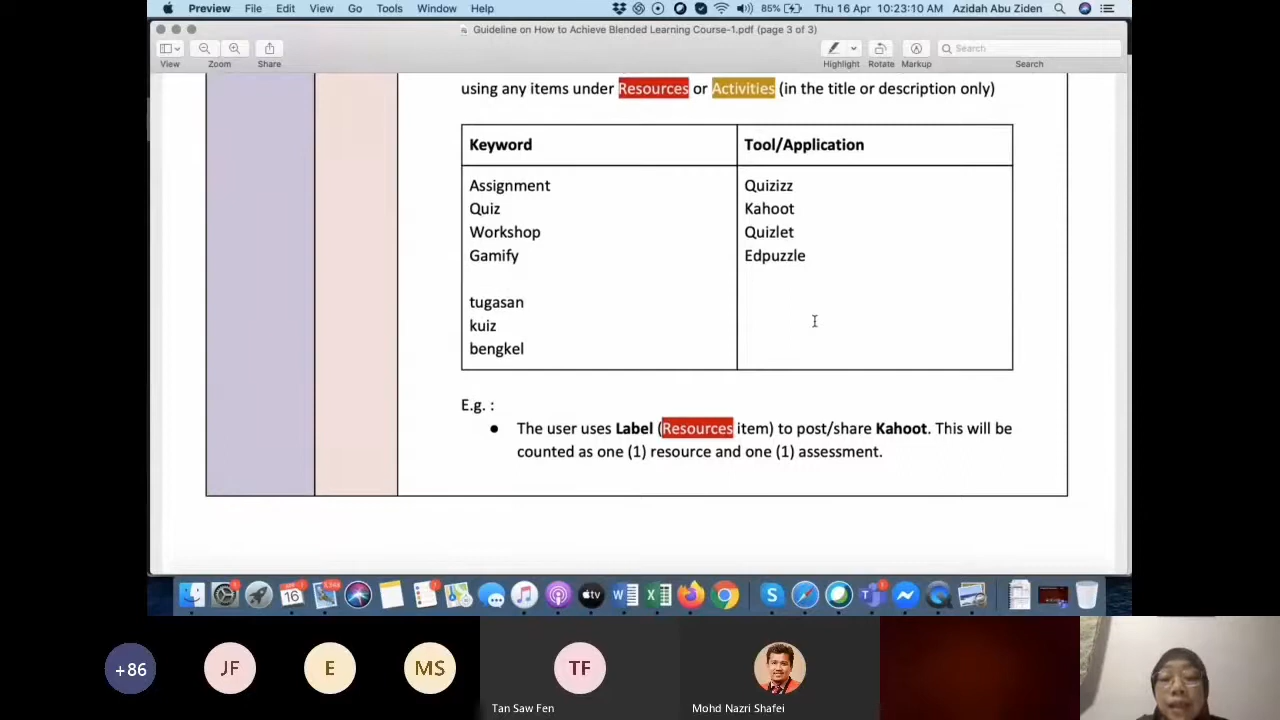 Preview File Edit View Go Tools Window Help 85% Thu 16 Apr 10:23:10 AM Azidah Abu Ziden
Guideline on How to Achieve Blended Learning Course-1.pdf (page 3 of 3)
Search
View Zoom Share Highlight Rotate Markup Search
using any items under Resources or Activities (in the title or description only)
Keyword Tool/Application
Assignment Quizizz
Quiz Kahoot
Workshop Quizlet
Gamify Edpuzzle
tugasan
kuiz
bengkel
E.g. :
● The user uses Label (Resources item) to post/share Kahoot. This will be
counted as one (1) resource and one (1) assessment.
+86 JF E MS TF
Tan Saw Fen Mohd Nazri Shafei